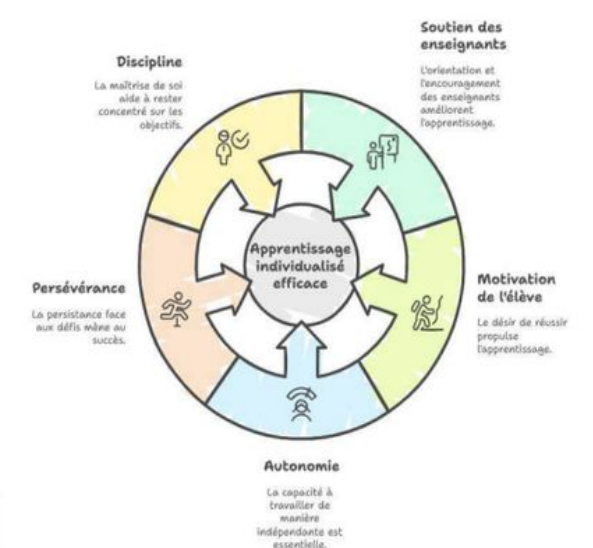 Soutien des
enseignants
L'orientation et
l'encouragement
des enseignants
améliorent
l'apprentissage.
Discipline
La maîtrise de soi
aide à rester
concentré sur les
objectifs.
Apprentissage
individualisé
efficace
Persévérance
La persistance face
aux défis mène au
succès.
Motivation
de l'élève
Le désir de réussir
propulse
l'apprentissage.
Autonomie
La capacité à
travailler de
manière
indépendante est
essentielle.